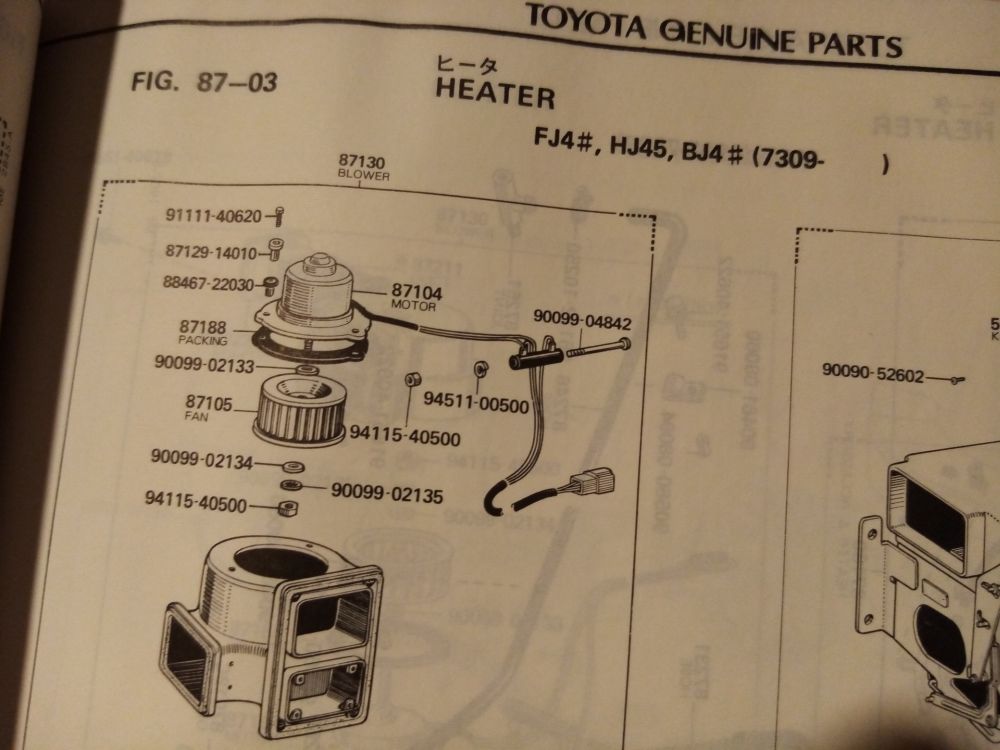 TOYOTA GENUINE PARTS
FIG. 87-03
ヒータ
HEATER
FJ4#, HJ45, BJ4# (7309-     )
87130
BLOWER
91111-40620
87129-14010
88467-22030
87104
MOTOR
87188
PACKING
90099-04842
90099-02133
94511-00500
87105
FAN
94115-40500
90099-02134
90099-02135
94115-40500
90090-52602